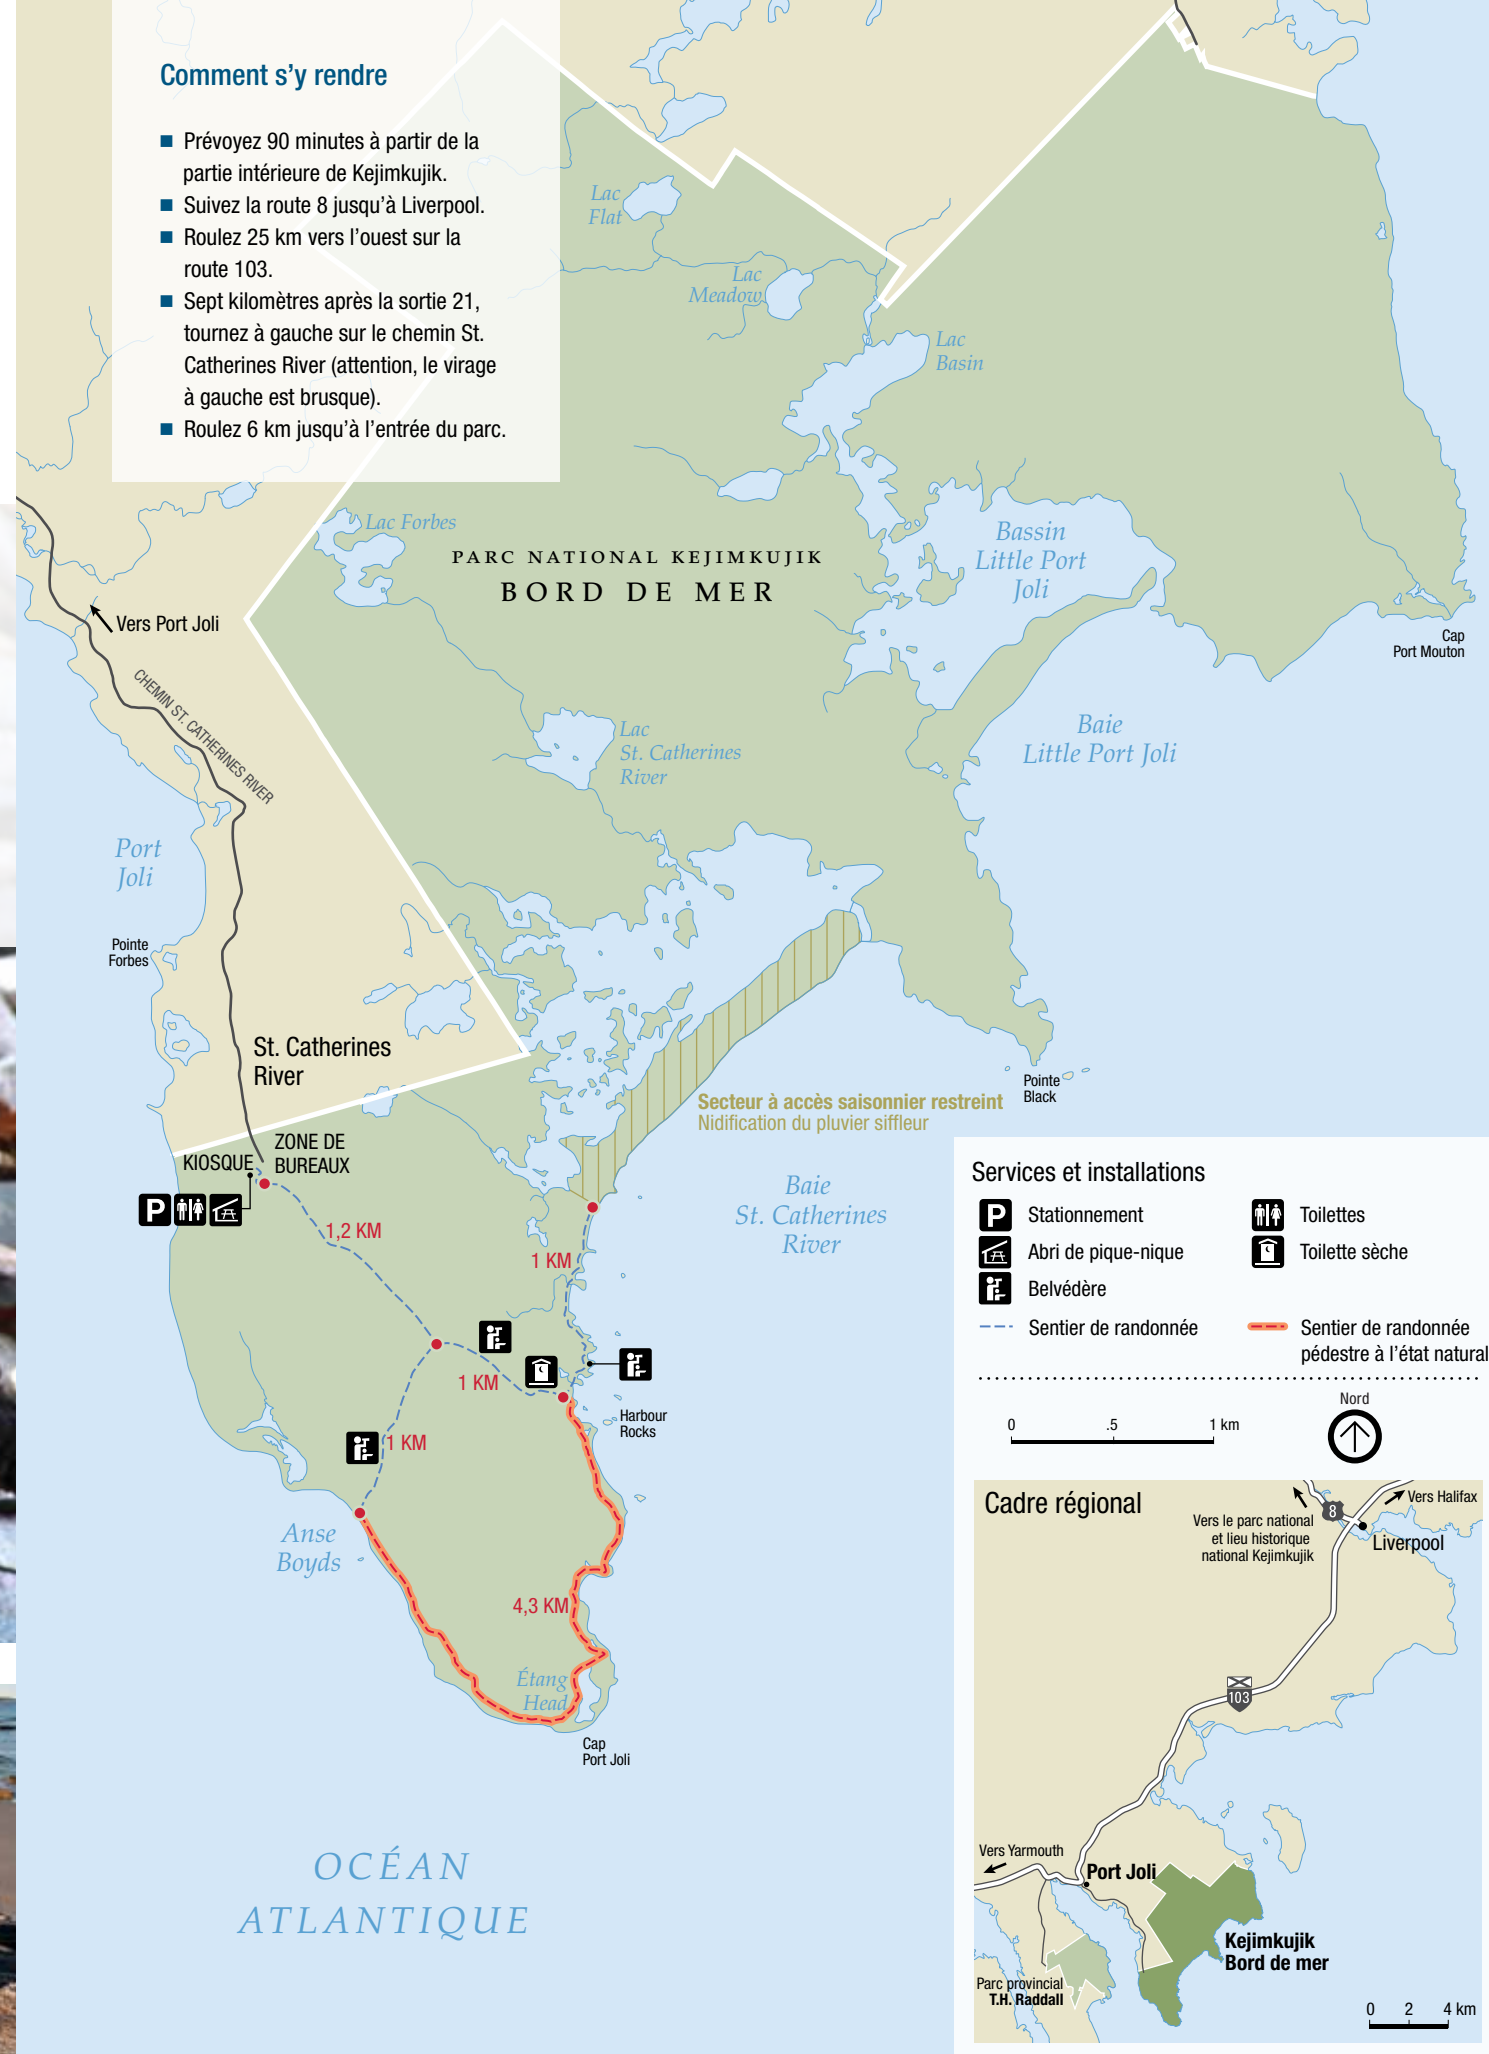 Comment s'y rendre
■ Prévoyez 90 minutes à partir de la
partie intérieure de Kejimkujik.
■ Suivez la route 8 jusqu'à Liverpool.
■ Roulez 25 km vers l'ouest sur la
route 103.
■ Sept kilomètres après la sortie 21,
tournez à gauche sur le chemin St.
Catherines River (attention, le virage
à gauche est brusque).
■ Roulez 6 km jusqu'à l'entrée du parc.
Lac
Flat
Lac
Meadow
Lac
Basin
Lac Forbes
PARC NATIONAL KEJIMKUJIK
BORD DE MER
Bassin
Little Port
Joli
Cap
Port Mouton
Vers Port Joli
CHEMIN ST. CATHERINES RIVER
Lac
St. Catherines
River
Baie
Little Port Joli
Port
Joli
Pointe
Forbes
St. Catherines
River
Pointe
Black
Secteur à accès saisonnier restreint
Nidification du pluvier siffleur
ZONE DE
BUREAUX
KIOSQUE
P
1,2 KM
1 KM
Baie
St. Catherines
River
1 KM
1 KM
Harbour
Rocks
Anse
Boyds
4,3 KM
Étang
Head
Cap
Port Joli
OCÉAN
ATLANTIQUE
Services et installations
P Stationnement
Toilettes
Abri de pique-nique
Toilette sèche
Belvédère
Sentier de randonnée
Sentier de randonnée
pédestre à l'état natural
Nord
0 .5 1 km
Cadre régional
Vers Halifax
8
Vers le parc national
et lieu historique
national Kejimkujik
Liverpool
103
Vers Yarmouth
Port Joli
Kejimkujik
Bord de mer
Parc provincial
T.H. Raddall
0 2 4 km